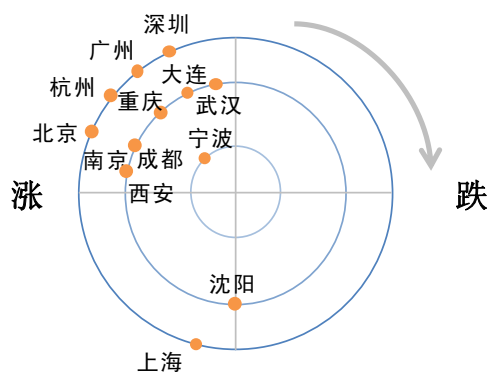 深圳
广州
大连
杭州
重庆
武汉
北京
宁波
南京
成都
西安
涨
跌
沈阳
上海